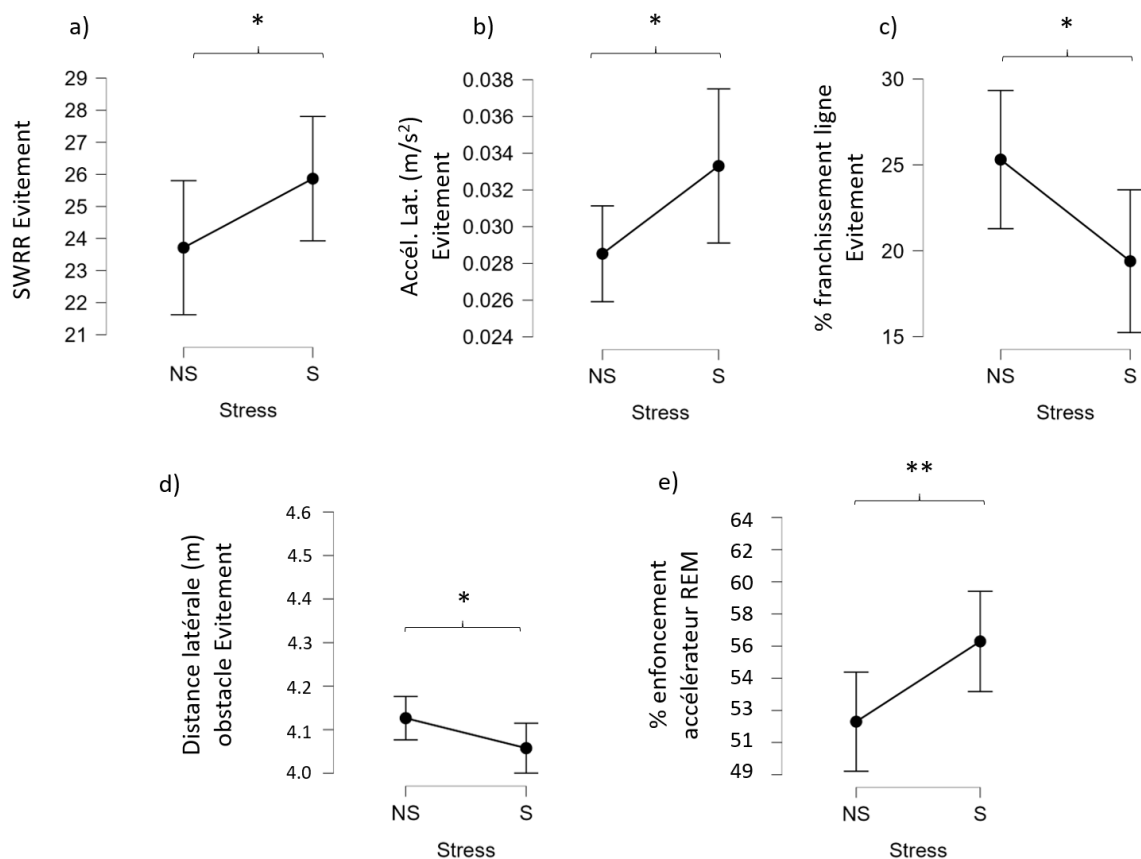 a)
*
SWRR Evitement
29
28
27
26
25
24
23
22
21
NS
S
Stress
b)
*
Accél. Lat. (m/s²)
Evitement
0.038
0.036
0.034
0.032
0.030
0.028
0.026
0.024
NS
S
Stress
c)
*
% franchissement ligne
Evitement
30
25
20
15
NS
S
Stress
d)
*
Distance latérale (m)
obstacle Evitement
4.6
4.5
4.4
4.3
4.2
4.1
4.0
NS
S
Stress
e)
**
% enfoncement
accélérateur REM
64
62
60
58
56
53
51
49
NS
S
Stress